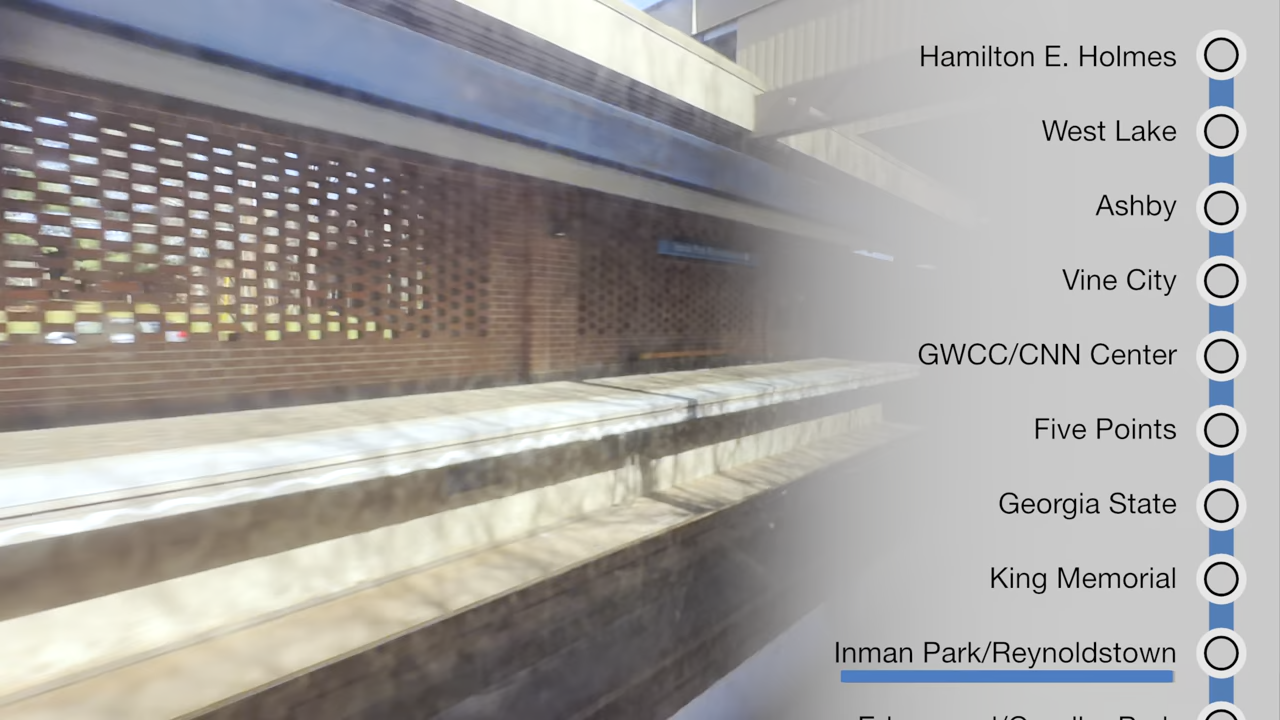 Hamilton E. Holmes
West Lake
Ashby
Vine City
GWCC/CNN Center
Five Points
Georgia State
King Memorial
Inman Park/Reynoldstown